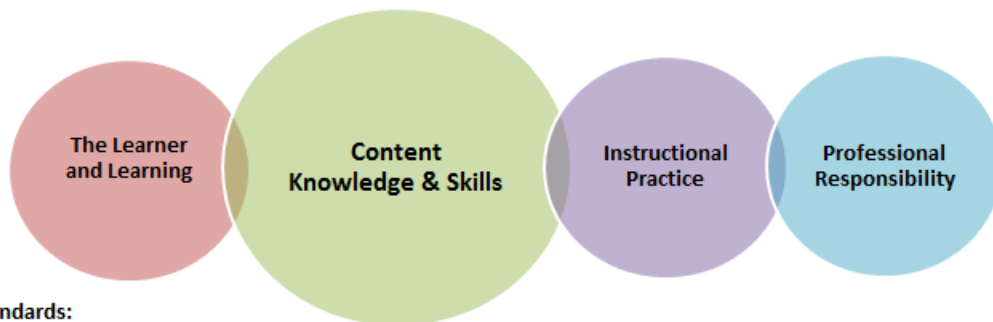 The Learner
and Learning
Content
Knowledge & Skills
Instructional
Practice
Professional
Responsibility
ndards: